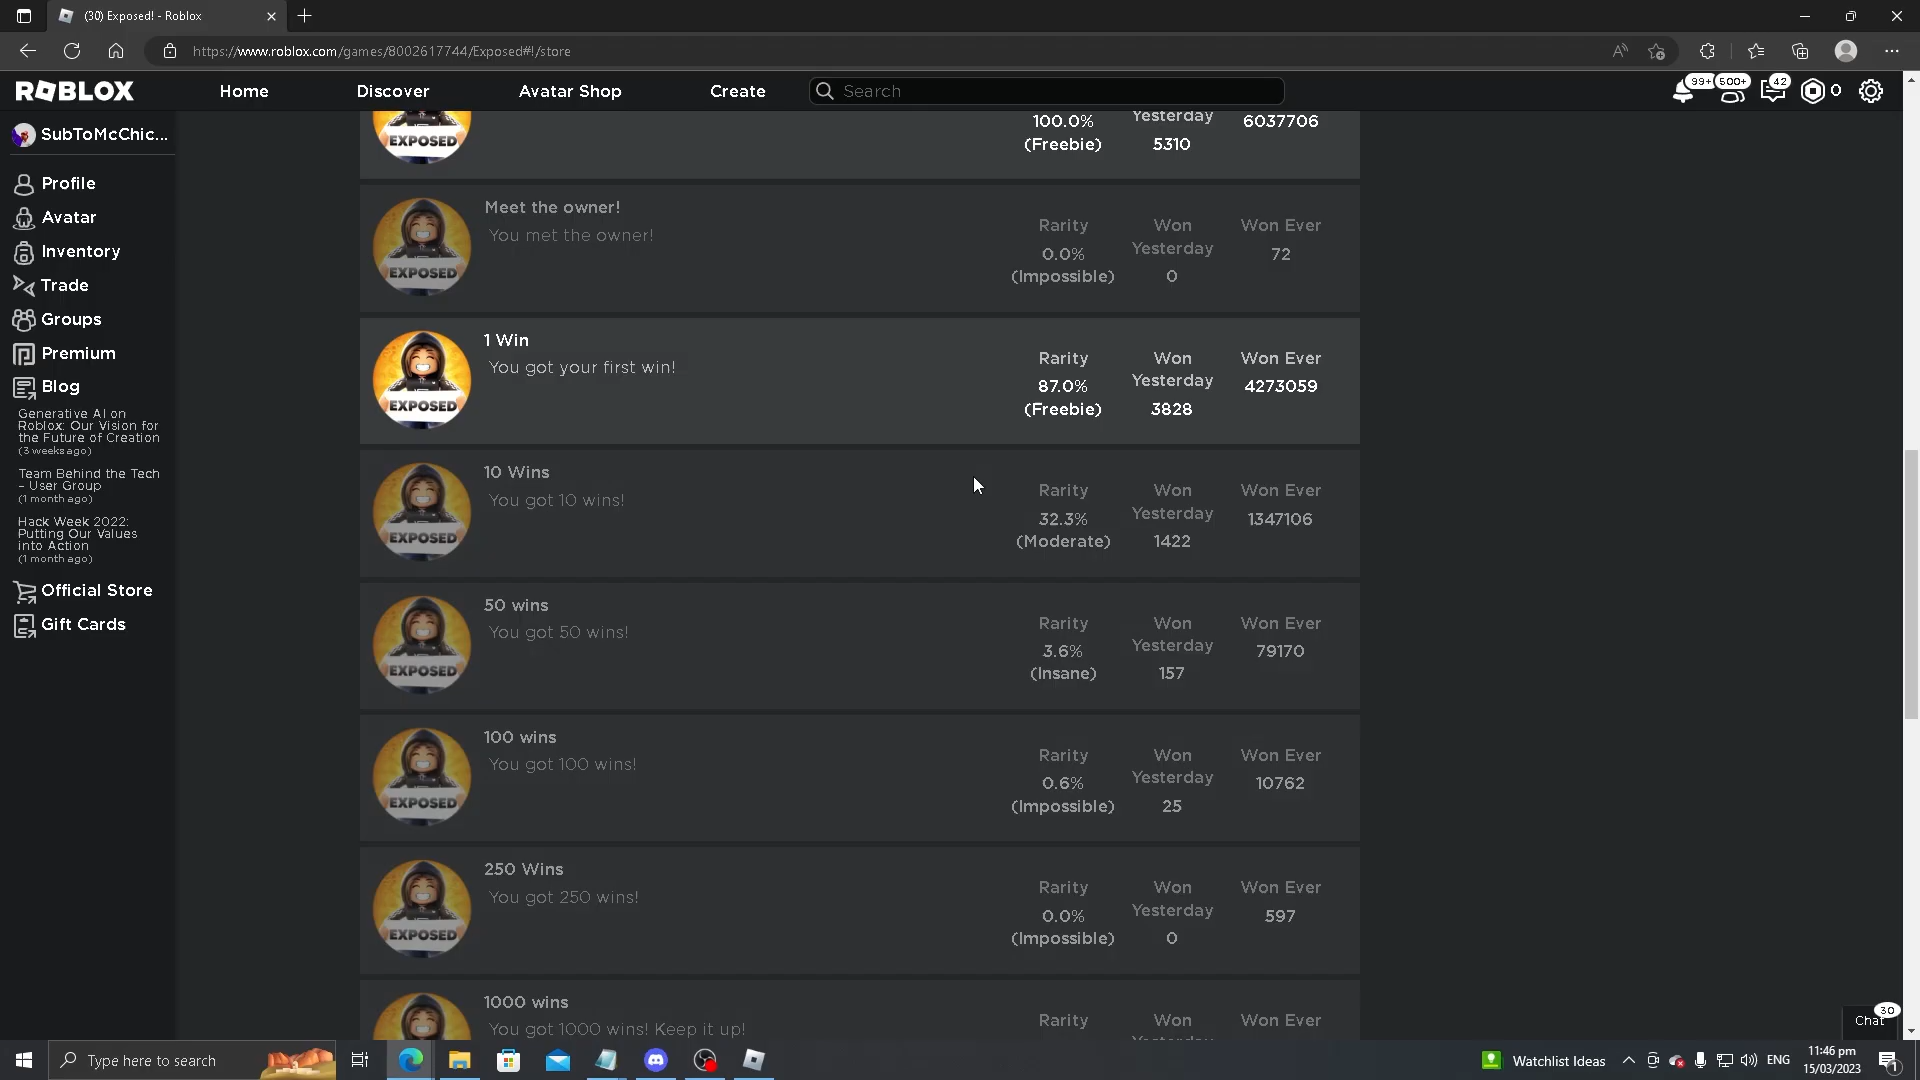 (30) Exposed! - Roblox
https://www.roblox.com/games/8002617744/Exposed#!/store
ROBLOX
Home
Discover
Avatar Shop
Create
Search
99+
500+
42
0
SubToMcChic...
Profile
Avatar
Inventory
Trade
Groups
Premium
Blog
Generative AI on
Roblox: Our Vision for
the Future of Creation
(3 weeks ago)
Team Behind the Tech
– User Group
(1 month ago)
Hack Week 2022:
Putting Our Values
into Action
(1 month ago)
Official Store
Gift Cards
EXPOSED
100.0%
(Freebie)
Yesterday
5310
6037706
EXPOSED
Meet the owner!
You met the owner!
Rarity
0.0%
(Impossible)
Won
Yesterday
0
Won Ever
72
EXPOSED
1 Win
You got your first win!
Rarity
87.0%
(Freebie)
Won
Yesterday
3828
Won Ever
4273059
EXPOSED
10 Wins
You got 10 wins!
Rarity
32.3%
(Moderate)
Won
Yesterday
1422
Won Ever
1347106
EXPOSED
50 wins
You got 50 wins!
Rarity
3.6%
(Insane)
Won
Yesterday
157
Won Ever
79170
EXPOSED
100 wins
You got 100 wins!
Rarity
0.6%
(Impossible)
Won
Yesterday
25
Won Ever
10762
EXPOSED
250 Wins
You got 250 wins!
Rarity
0.0%
(Impossible)
Won
Yesterday
0
Won Ever
597
1000 wins
You got 1000 wins! Keep it up!
Rarity
Won
Yesterday
Won Ever
30
Chat
Type here to search
Watchlist Ideas
ENG
11:46 pm
15/03/2023
1